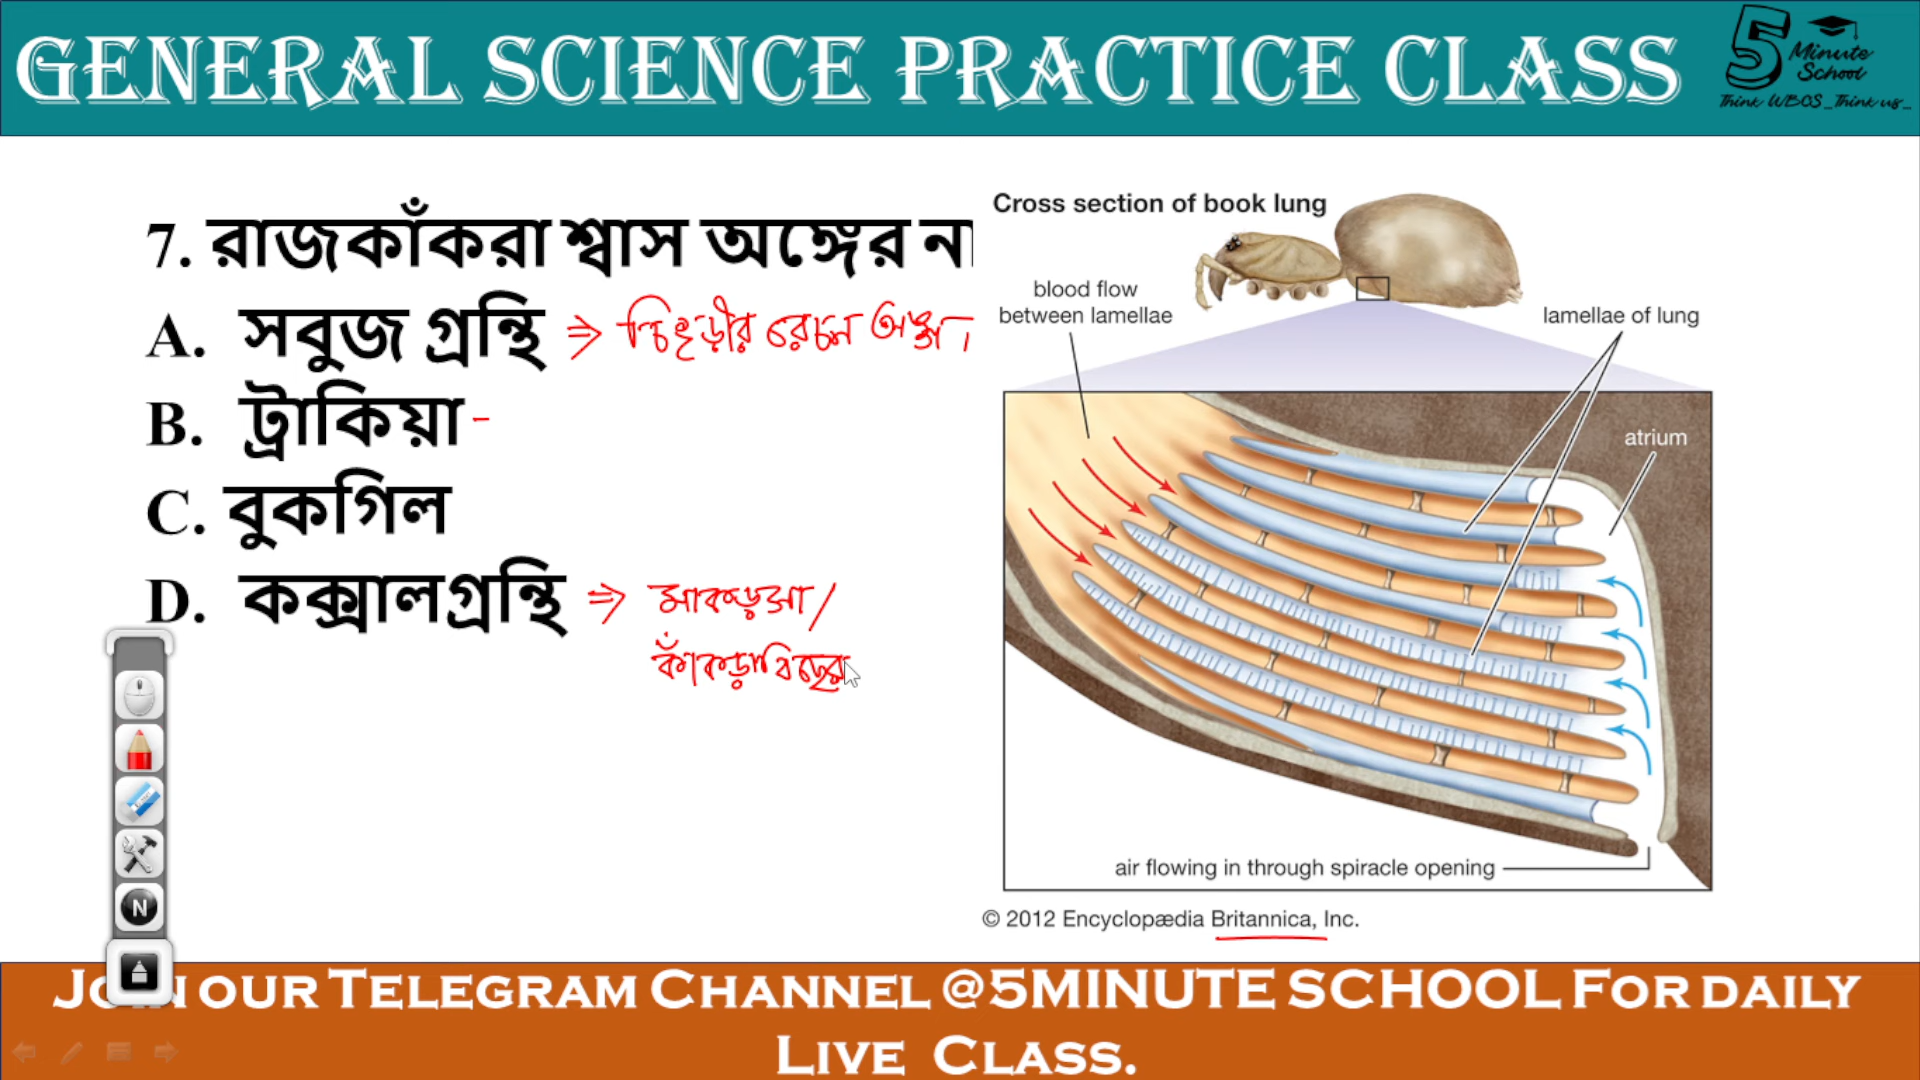 GENERAL SCIENCE PRACTICE CLASS
5 Minute School
Think WBCS_Think us_
7. রাজকাঁকরা শ্বাস অঙ্গের না
A. সবুজ গ্রন্থি ⇒ চিংড়ীর রেচন অঙ্গ।
B. ট্রাকিয়া -
C. বুকগিল
D. কক্সালগ্রন্থি ⇒ মাকড়সা /
কাঁকড়াবিছের
Cross section of book lung
blood flow
between lamellae
lamellae of lung
atrium
air flowing in through spiracle opening
© 2012 Encyclopædia Britannica, Inc.
N
JOIN OUR TELEGRAM CHANNEL @5MINUTE SCHOOL FOR DAILY
LIVE CLASS.